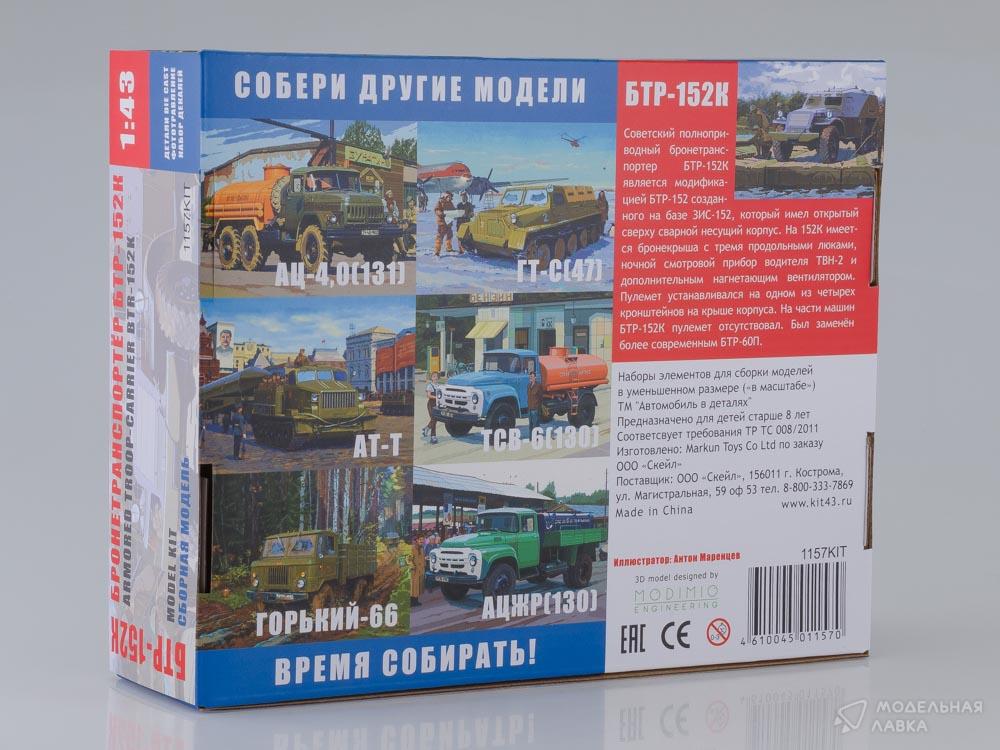 1:43
ДЕТАЛИ DIE CAST
ФОТОТРАВЛЕНИЕ
НАБОР ДЕКАЛЕЙ
1157KIT
БРОНЕТРАНСПОРТЁР БТР-152К
ARMORED TROOP-CARRIER BTR-152K
MODEL KIT
СБОРНАЯ МОДЕЛЬ
БТР-152К
СОБЕРИ ДРУГИЕ МОДЕЛИ
АЦ-4,0(131)
ГТ-С(47)
БЕНЗИН
АТ-Т
ТСВ-6(130)
ГОРЬКИЙ-66
АЦЖР(130)
ВРЕМЯ СОБИРАТЬ!
БТР-152К
Советский полнопри-
водный бронетранс-
портер БТР-152К
является модифика-
цией БТР-152 создан-
ного на базе ЗИС-152, который имел открытый
сверху сварной несущий корпус. На 152К имеет-
ся бронекрыша с тремя продольными люками,
ночной смотровой прибор водителя ТВН-2 и
дополнительным нагнетающим вентилятором.
Пулемет устанавливался на одном из четырех
кронштейнов на крыше корпуса. На части машин
БТР-152К пулемет отсутствовал. Был заменён
более современным БТР-60П.
Наборы элементов для сборки моделей
в уменьшенном размере («в масштабе»)
ТМ "Автомобиль в деталях"
Предназначено для детей старше 8 лет
Соответсвует требования ТР ТС 008/2011
Изготовлено: Markun Toys Co Ltd по заказу
ООО «Скейл»
Поставщик: ООО «Скейл», 156011 г. Кострома,
ул. Магистральная, 59 оф 53 тел. 8-800-333-7869
Made in China www.kit43.ru
Иллюстратор: Антон Маренцев
1157KIT
3D model designed by
MODIMIO
ENGINEERING
EAC CE 0-3
4 610045 011570
МОДЕЛЬНАЯ
ЛАВКА